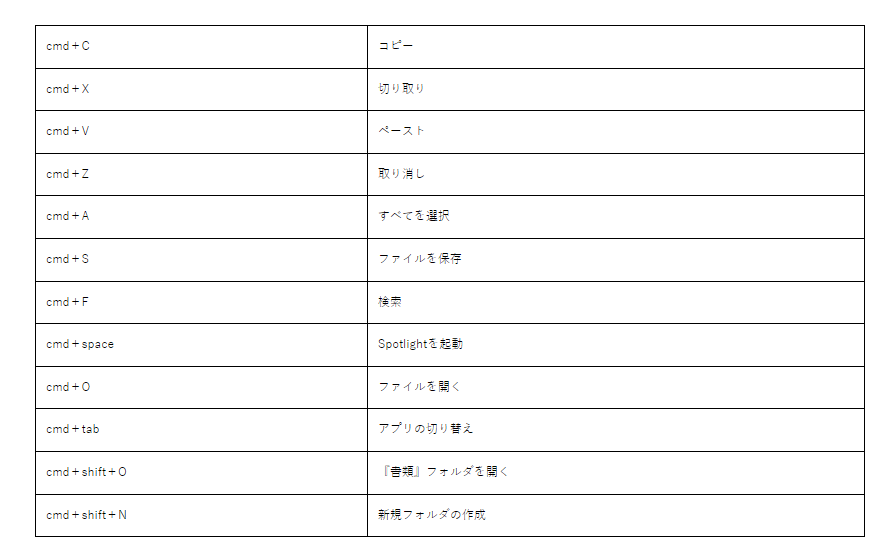 cmd＋C コピー
cmd＋X 切り取り
cmd＋V ペースト
cmd＋Z 取り消し
cmd＋A すべてを選択
cmd＋S ファイルを保存
cmd＋F 検索
cmd＋space Spotlightを起動
cmd＋O ファイルを開く
cmd＋tab アプリの切り替え
cmd＋shift＋O 『書類』フォルダを開く
cmd＋shift＋N 新規フォルダの作成